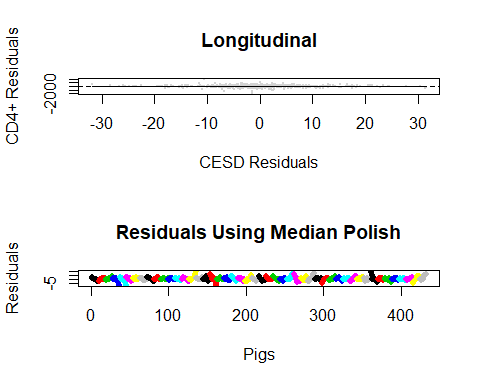 Longitudinal
CD4+ Residuals
-2000
-30 -20 -10 0 10 20 30
CESD Residuals
Residuals Using Median Polish
Residuals
-5
0 100 200 300 400
Pigs